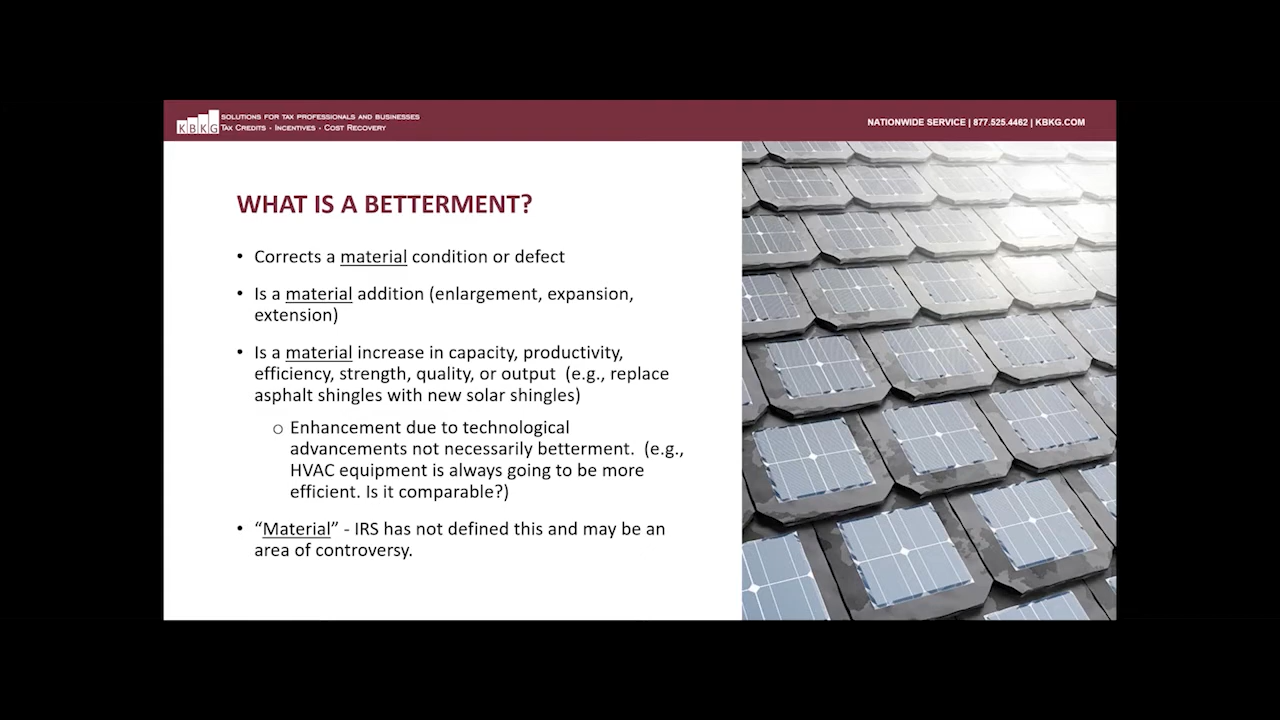 KBKG
SOLUTIONS FOR TAX PROFESSIONALS AND BUSINESSES
TAX CREDITS - INCENTIVES - COST RECOVERY
NATIONWIDE SERVICE | 877.525.4462 | KBKG.COM
WHAT IS A BETTERMENT?
• Corrects a material condition or defect
• Is a material addition (enlargement, expansion,
extension)
• Is a material increase in capacity, productivity,
efficiency, strength, quality, or output (e.g., replace
asphalt shingles with new solar shingles)
o Enhancement due to technological
advancements not necessarily betterment. (e.g.,
HVAC equipment is always going to be more
efficient. Is it comparable?)
• “Material” - IRS has not defined this and may be an
area of controversy.